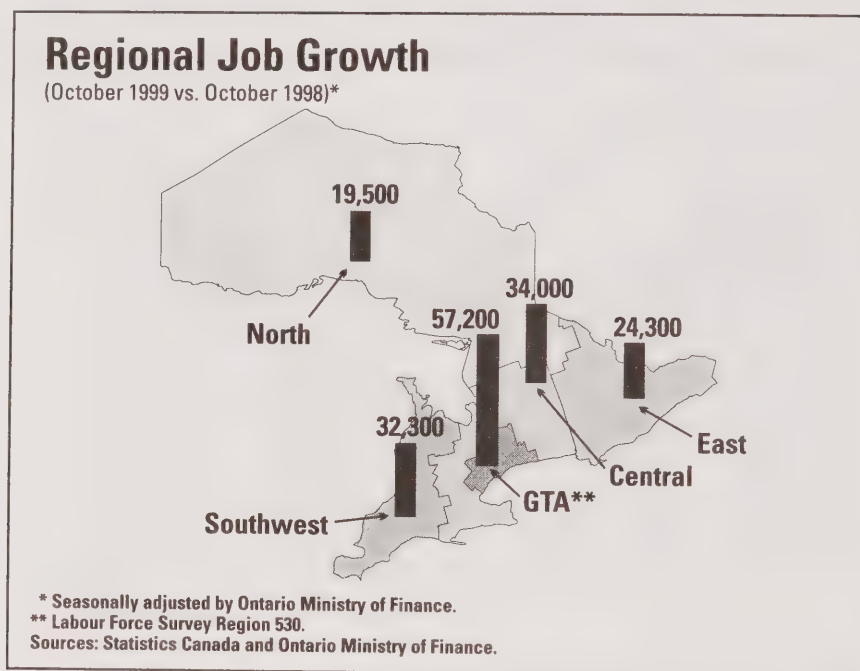 Regional Job Growth
(October 1999 vs. October 1998)*
19,500
North
34,000
57,200
24,300
32,300
East
Central
GTA**
Southwest
* Seasonally adjusted by Ontario Ministry of Finance.
** Labour Force Survey Region 530.
Sources: Statistics Canada and Ontario Ministry of Finance.